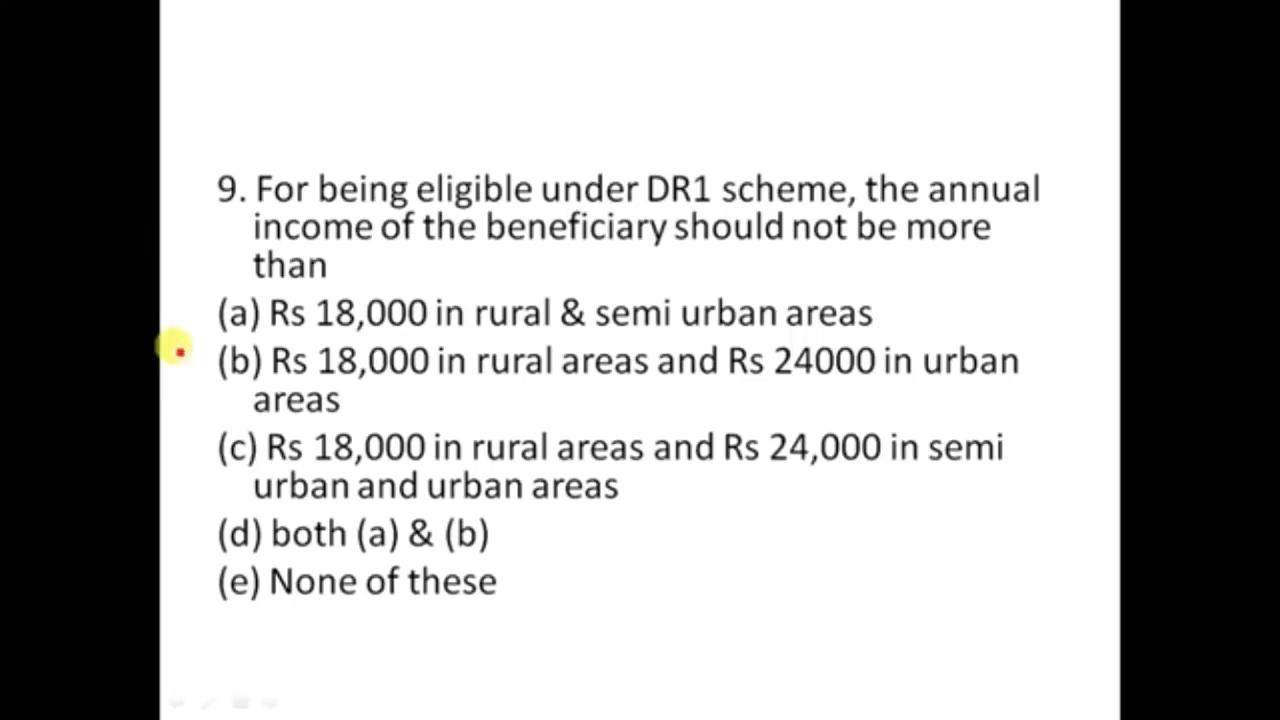 9. For being eligible under DR1 scheme, the annual
income of the beneficiary should not be more
than
(a) Rs 18,000 in rural & semi urban areas
(b) Rs 18,000 in rural areas and Rs 24000 in urban
areas
(c) Rs 18,000 in rural areas and Rs 24,000 in semi
urban and urban areas
(d) both (a) & (b)
(e) None of these